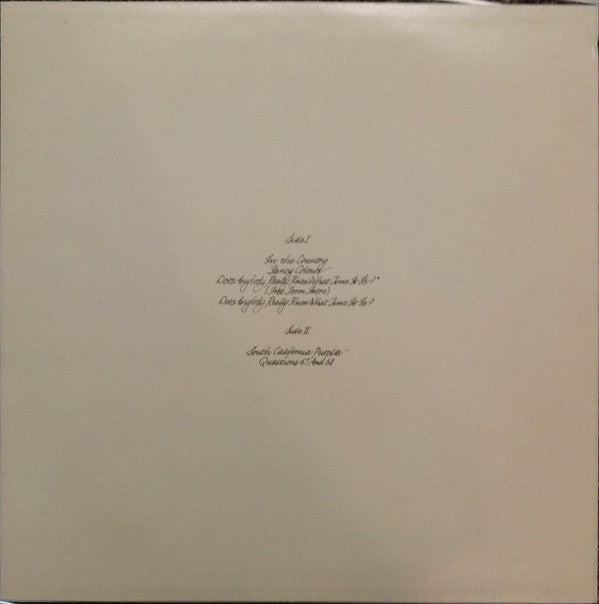 Side I
In the Country
Fancy Colours
Does Anybody Really Know What Time It Is?*
(Free Form Intro)
Does Anybody Really Know What Time It Is?
Side II
South California Purples
Questions 67 And 68